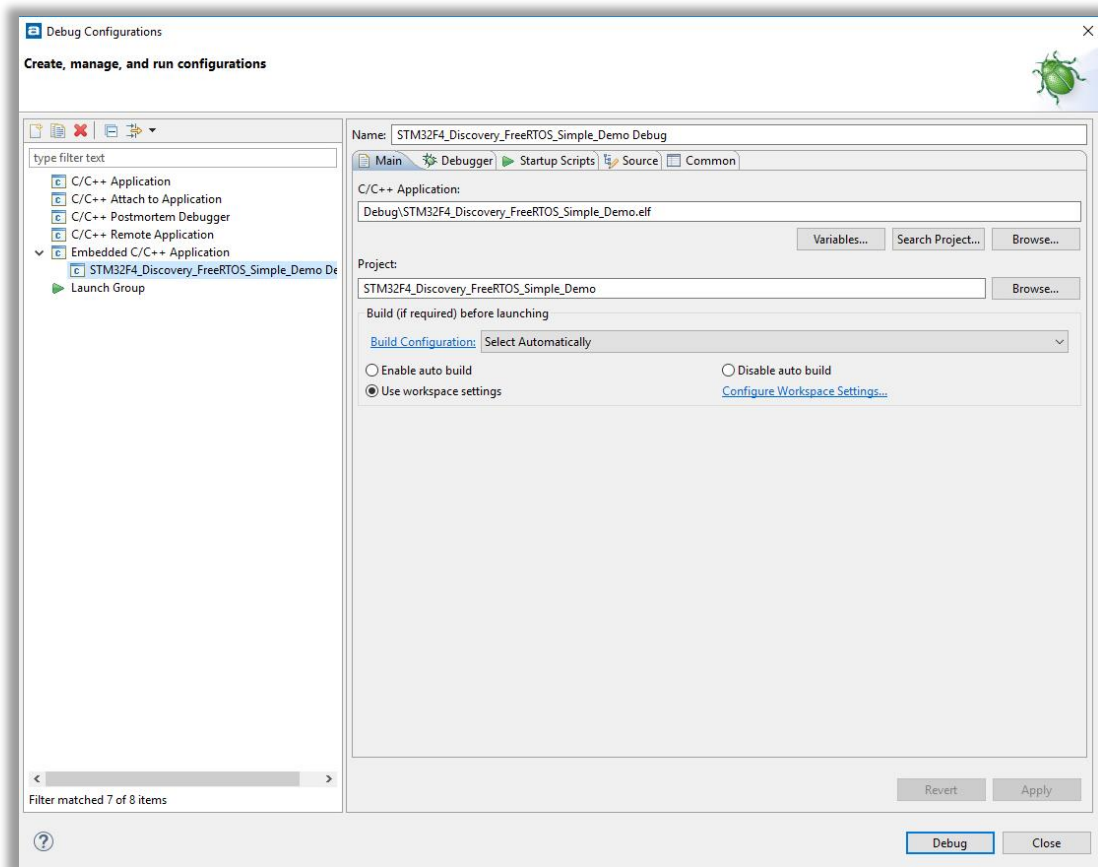 Debug Configurations
Create, manage, and run configurations
type filter text
C/C++ Application
C/C++ Attach to Application
C/C++ Postmortem Debugger
C/C++ Remote Application
Embedded C/C++ Application
STM32F4_Discovery_FreeRTOS_Simple_Demo De
Launch Group
Filter matched 7 of 8 items
Name: STM32F4_Discovery_FreeRTOS_Simple_Demo Debug
Main Debugger Startup Scripts Source Common
C/C++ Application:
Debug\STM32F4_Discovery_FreeRTOS_Simple_Demo.elf
Variables... Search Project... Browse...
Project:
STM32F4_Discovery_FreeRTOS_Simple_Demo Browse...
Build (if required) before launching
Build Configuration: Select Automatically
Enable auto build Disable auto build
Use workspace settings Configure Workspace Settings...
Revert Apply
Debug Close